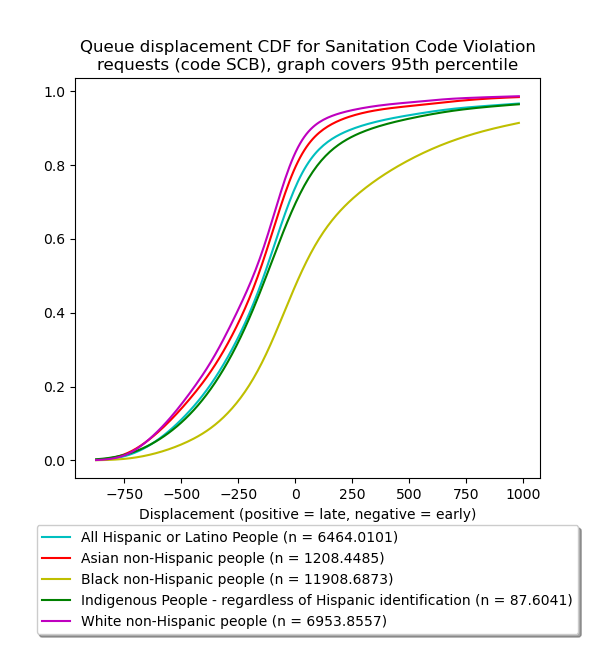 Queue displacement CDF for Sanitation Code Violation
requests (code SCB), graph covers 95th percentile
1.0
0.8
0.6
0.4
0.2
0.0
−750
−500
−250
0
250
500
750
1000
Displacement (positive = late, negative = early)
All Hispanic or Latino People (n = 6464.0101)
Asian non-Hispanic people (n = 1208.4485)
Black non-Hispanic people (n = 11908.6873)
Indigenous People - regardless of Hispanic identification (n = 87.6041)
White non-Hispanic people (n = 6953.8557)